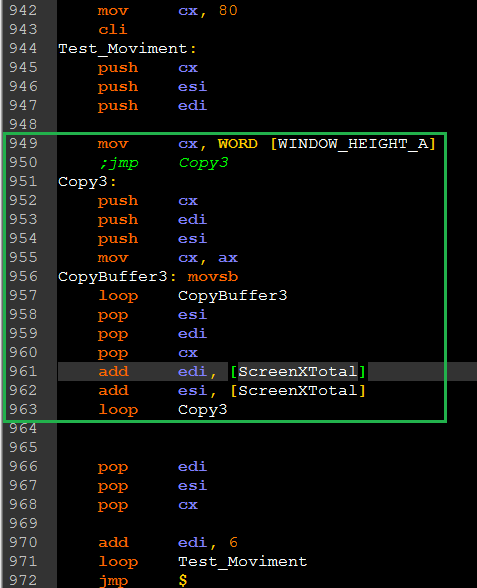 942 mov cx, 80
943 cli
944 Test_Moviment:
945 push cx
946 push esi
947 push edi
948
949 mov cx, WORD [WINDOW_HEIGHT_A]
950 ;jmp Copy3
951 Copy3:
952 push cx
953 push edi
954 push esi
955 mov cx, ax
956 CopyBuffer3: movsb
957 loop CopyBuffer3
958 pop esi
959 pop edi
960 pop cx
961 add edi, [ScreenXTotal]
962 add esi, [ScreenXTotal]
963 loop Copy3
964
965
966 pop edi
967 pop esi
968 pop cx
969
970 add edi, 6
971 loop Test_Moviment
972 jmp $